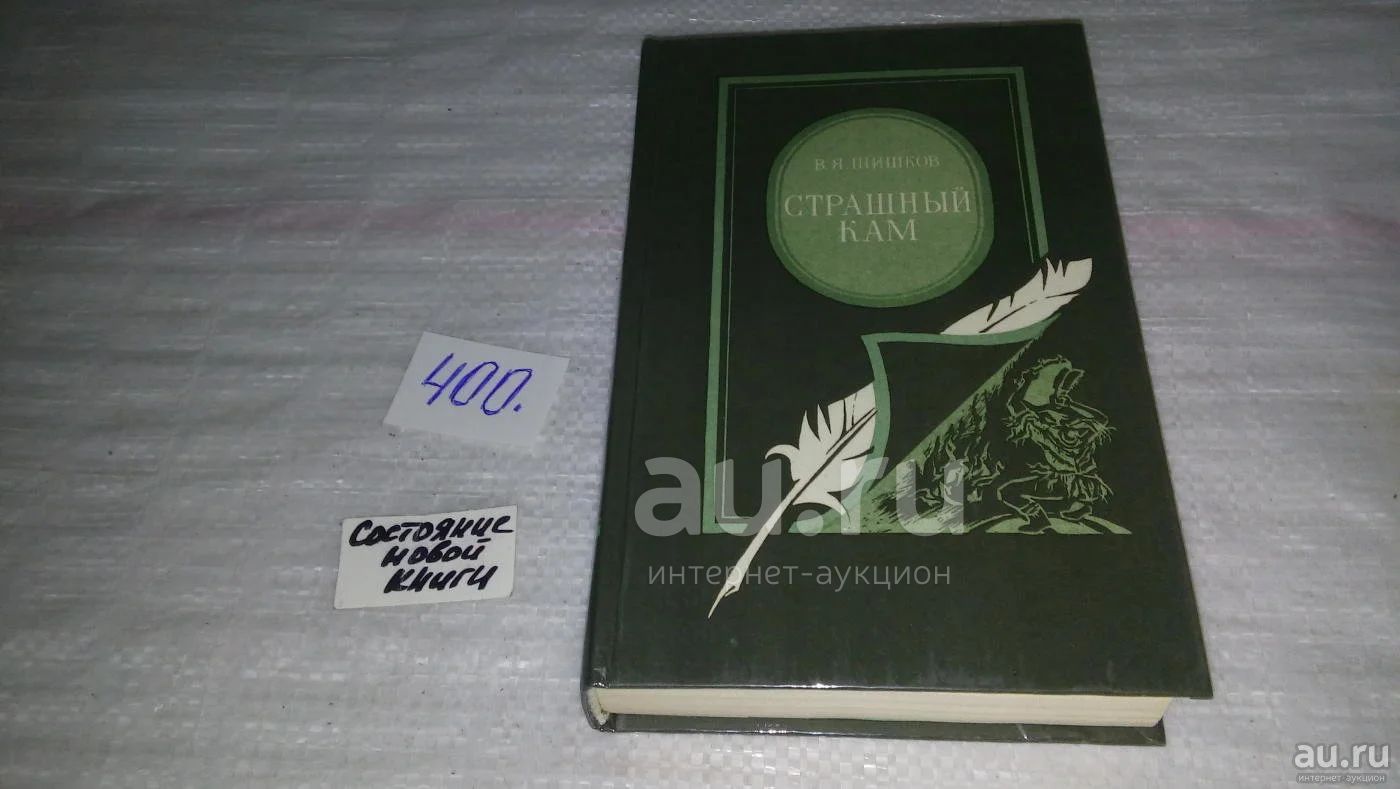 В.Я.ШИШКОВ
СТРАШНЫЙ
КАМ
400.
Состояние
новой
книги
au.ru
интернет-аукцион
au.ru
интернет-аукцион